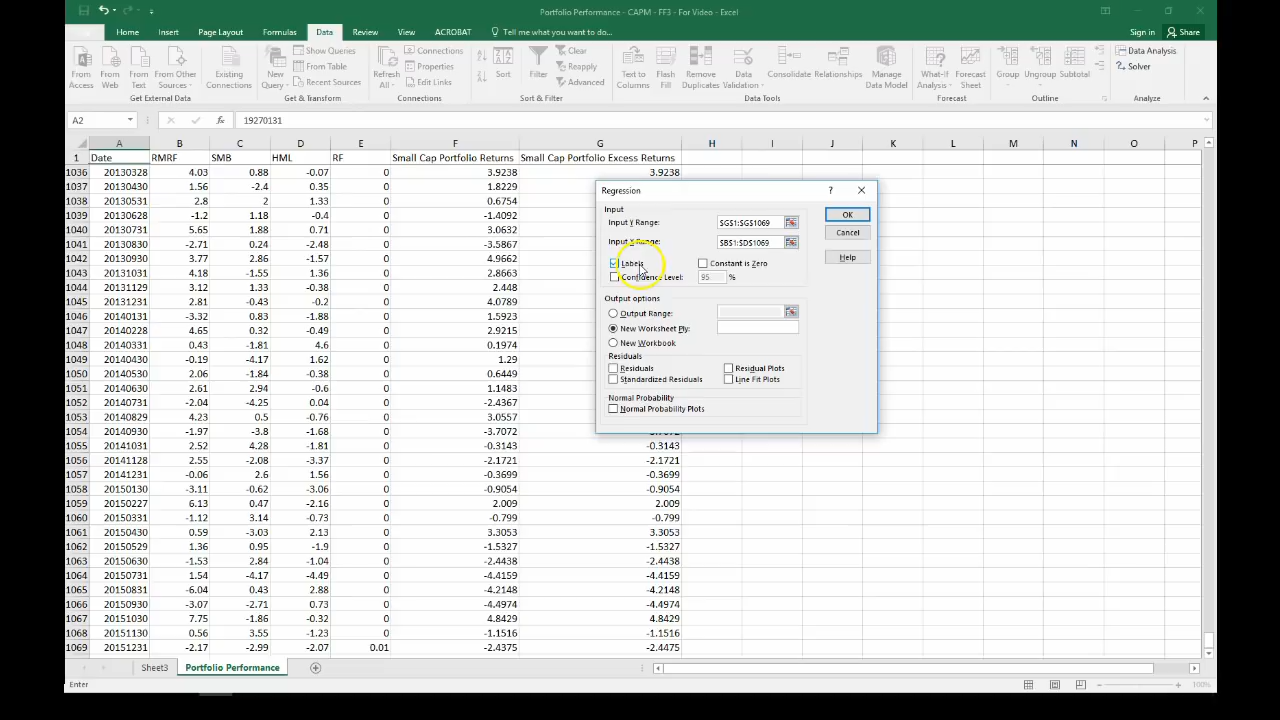 Portfolio Performance - CAPM - FF3 - For Video - Excel
Home Insert Page Layout Formulas Data Review View ACROBAT Tell me what you want to do... Sign in Share
From Access
From Web
From Text
From Other Sources
Existing Connections
Get External Data
New Query
Show Queries
From Table
Recent Sources
Get & Transform
Refresh All
Connections
Properties
Edit Links
Connections
Sort
Filter
Clear
Reapply
Advanced
Sort & Filter
Text to Columns
Flash Fill
Remove Duplicates
Data Validation
Consolidate
Relationships
Manage Data Model
Data Tools
What-If Analysis
Forecast Sheet
Forecast
Group
Ungroup
Subtotal
Outline
Data Analysis
Solver
Analyze
A2 fx 19270131
A B C D E F G H I J K L M N O P
1 Date RMRF SMB HML RF Small Cap Portfolio Returns Small Cap Portfolio Excess Returns
1036 20130328 4.03 0.88 -0.07 0 3.9238 3.9238
1037 20130430 1.56 -2.4 0.35 0 1.8229
1038 20130531 2.8 2 1.33 0 0.6754
1039 20130628 -1.2 1.18 -0.4 0 -1.4092
1040 20130731 5.65 1.88 0.71 0 3.0632
1041 20130830 -2.71 0.24 -2.73 0 -3.5867
1042 20130930 3.76 2.85 -1.57 0 4.9662
1043 20131031 4.17 -1.55 1.36 0 2.8663
1044 20131129 3.12 1.33 -0.38 0 2.448
1045 20131231 2.81 -0.43 -0.2 0 4.0789
1046 20140131 -3.32 0.83 -1.88 0 1.5923
1047 20140228 4.65 0.32 -0.49 0 2.9215
1048 20140331 0.43 -1.81 4.6 0 0.1974
1049 20140430 -0.19 -4.17 1.62 0 1.29
1050 20140530 2.06 -1.88 -0.27 0 0.6449
1051 20140630 2.61 2.94 -0.6 0 1.1483
1052 20140731 -2.04 -4.25 0.04 0 -2.4367
1053 20140829 4.23 0.5 -0.76 0 3.0557
1054 20140930 -1.97 -3.8 -1.68 0 -3.7072 -3.7072
1055 20141031 2.52 4.28 -1.81 0 -0.3143 -0.3143
1056 20141128 2.55 -2.08 -3.37 0 -2.1721 -2.1721
1057 20141231 -0.06 2.6 1.56 0 -0.3699 -0.3699
1058 20150130 -3.11 -0.62 -3.06 0 -0.9054 -0.9054
1059 20150227 6.13 0.47 -2.16 0 2.009 2.009
1060 20150331 -1.12 3.14 -0.73 0 -0.799 -0.799
1061 20150430 0.59 -3.03 2.13 0 3.3053 3.3053
1062 20150529 1.36 0.95 -1.9 0 -1.5327 -1.5327
1063 20150630 -1.53 2.84 -1.04 0 -2.4438 -2.4438
1064 20150731 1.54 -4.17 -4.49 0 -4.4159 -4.4159
1065 20150831 -6.04 0.43 2.88 0 -4.2148 -4.2148
1066 20150930 -3.07 -2.71 0.73 0 -4.4974 -4.4974
1067 20151030 7.75 -1.86 -0.32 0 4.8429 4.8429
1068 20151130 0.56 3.55 -1.23 0 -1.1516 -1.1516
1069 20151231 -2.17 -2.99 -2.07 0.01 -2.4375 -2.4475
Regression ?
Input
Input Y Range: $G$1:$G$1069 OK
Input X Range: $B$1:$D$1069 Cancel
Labels Constant is Zero Help
Confidence Level: 95 %
Output options
Output Range:
New Worksheet Ply:
New Workbook
Residuals
Residuals Residual Plots
Standardized Residuals Line Fit Plots
Normal Probability
Normal Probability Plots
Sheet3 Portfolio Performance
Enter 100%